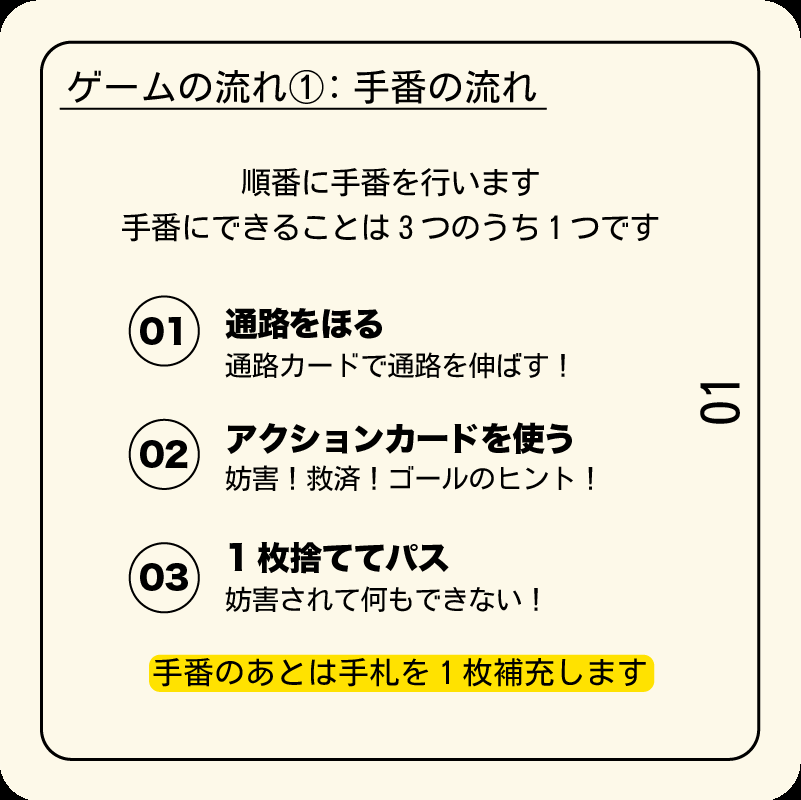 ゲームの流れ①: 手番の流れ
順番に手番を行います
手番にできることは3つのうち1つです
01
通路をほる
通路カードで通路を伸ばす！
02
アクションカードを使う
妨害！救済！ゴールのヒント！
03
1枚捨ててパス
妨害されて何もできない！
手番のあとは手札を1枚補充します
01